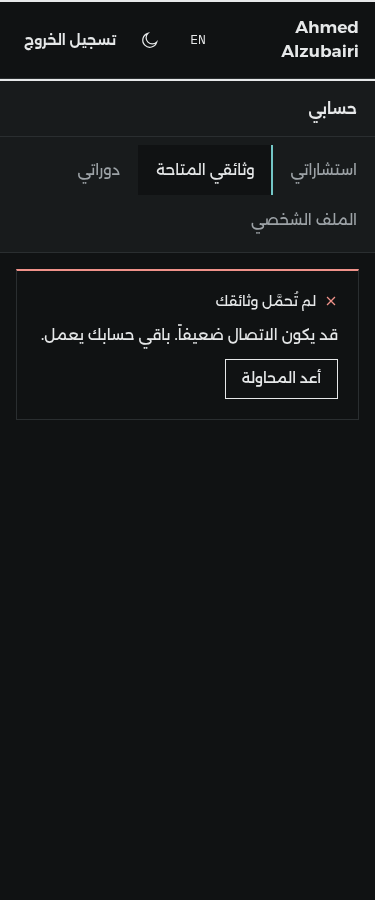 Ahmed
Alzubairi
EN
تسجيل الخروج
حسابي
استشاراتي
وثائقي المتاحة
دوراتي
الملف الشخصي
× لم تُحمَّل وثائقك
قد يكون الاتصال ضعيفاً. باقي حسابك يعمل.
أعد المحاولة